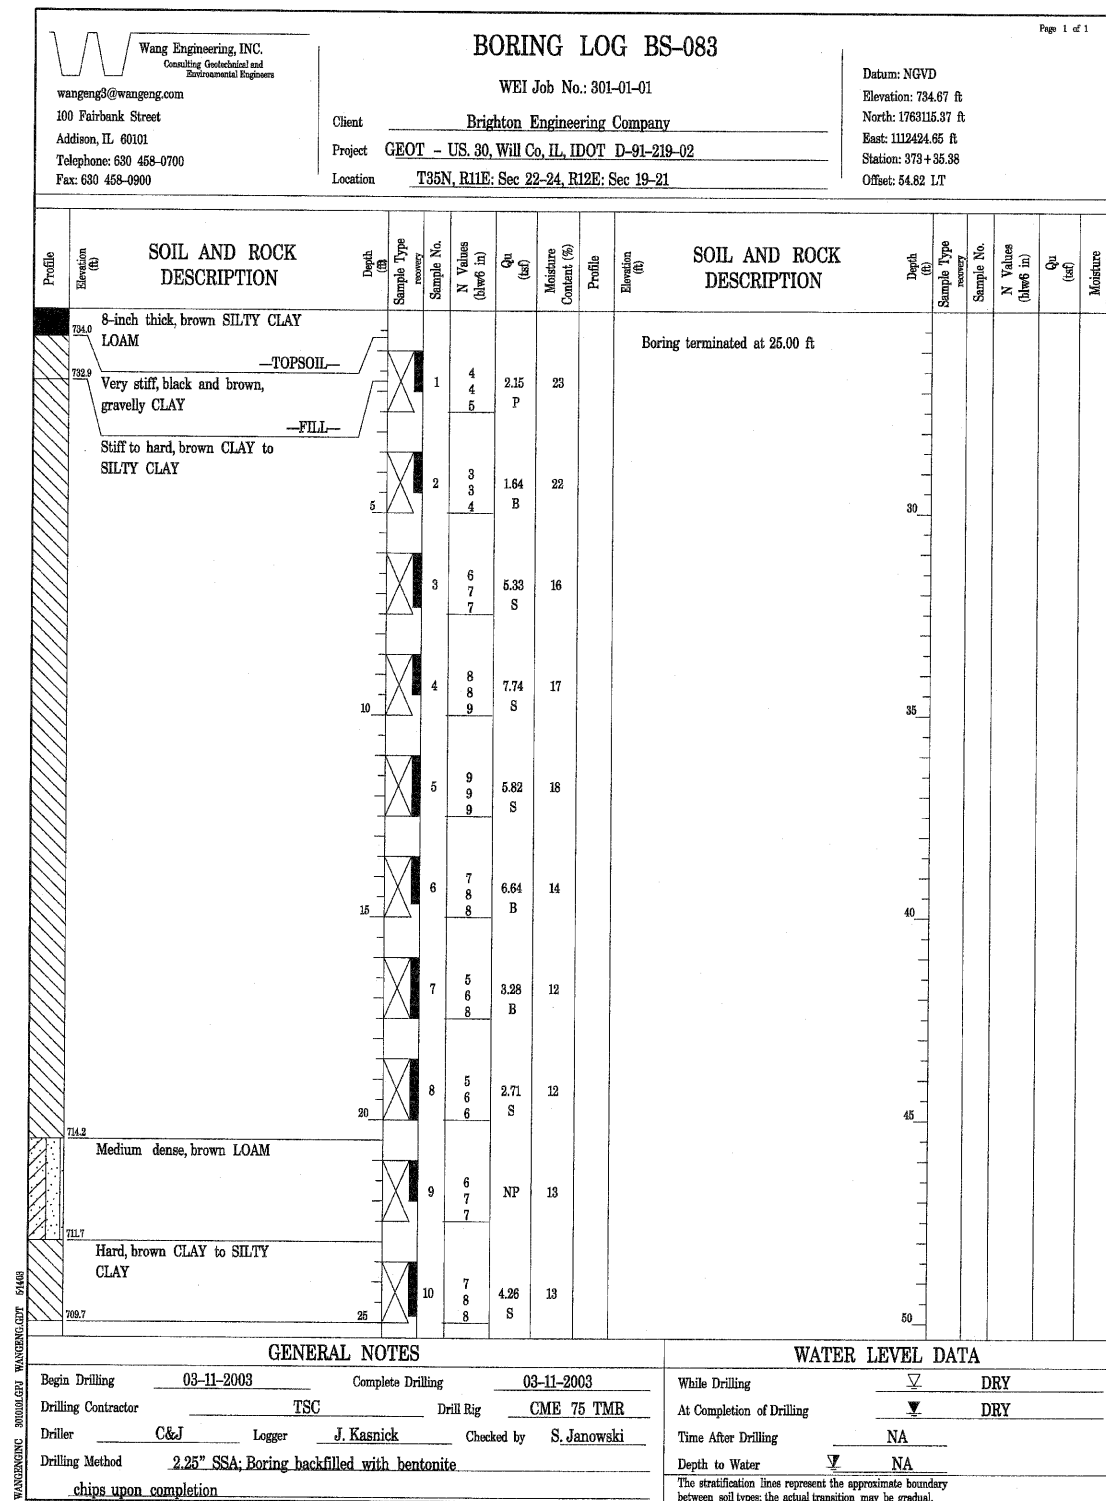 Page 1 of 1
Wang Engineering, INC.
Consulting Geotechnical and
Environmental Engineers
wangeng3@wangeng.com
100 Fairbank Street
Addison, IL 60101
Telephone: 630 458-0700
Fax: 630 458-0900
BORING LOG BS-083
WEI Job No.: 301-01-01
Client Brighton Engineering Company
Project GEOT - US. 30, Will Co, IL, IDOT D-91-219-02
Location T35N, R11E: Sec 22-24, R12E: Sec 19-21
Datum: NGVD
Elevation: 734.67 ft
North: 1763115.37 ft
East: 1112424.65 ft
Station: 373+35.38
Offset: 54.82 LT
Profile
Elevation (ft)
SOIL AND ROCK DESCRIPTION
Depth (ft)
Sample Type
recovery
Sample No.
N Values (blw6 in)
Qu (tsf)
Moisture Content (%)
Profile
Elevation (ft)
SOIL AND ROCK DESCRIPTION
Depth (ft)
Sample Type
recovery
Sample No.
N Values (blw6 in)
Qu (tsf)
Moisture
734.0 8-inch thick, brown SILTY CLAY
LOAM
—TOPSOIL—
732.9 Very stiff, black and brown,
gravelly CLAY
—FILL—
Stiff to hard, brown CLAY to
SILTY CLAY
1 4 4 5 2.15 P 23
2 3 3 4 1.64 B 22
5
3 6 7 7 5.33 S 16
4 8 8 9 7.74 S 17
10
5 9 9 9 5.82 S 18
6 7 8 8 6.64 B 14
15
7 5 6 8 3.28 B 12
8 5 6 6 2.71 S 12
20
714.2
Medium dense, brown LOAM
9 6 7 7 NP 13
711.7
Hard, brown CLAY to SILTY
CLAY
10 7 8 8 4.26 S 13
709.7
25
Boring terminated at 25.00 ft
30
35
40
45
50
GENERAL NOTES
Begin Drilling 03-11-2003 Complete Drilling 03-11-2003
Drilling Contractor TSC Drill Rig CME 75 TMR
Driller C&J Logger J. Kasnick Checked by S. Janowski
Drilling Method 2.25" SSA; Boring backfilled with bentonite
chips upon completion
WATER LEVEL DATA
While Drilling DRY
At Completion of Drilling DRY
Time After Drilling NA
Depth to Water NA
The stratification lines represent the approximate boundary
between soil types; the actual transition may be gradual.
WANGENGINC 3010101.GPJ WANGENG.GDT 5/14/03